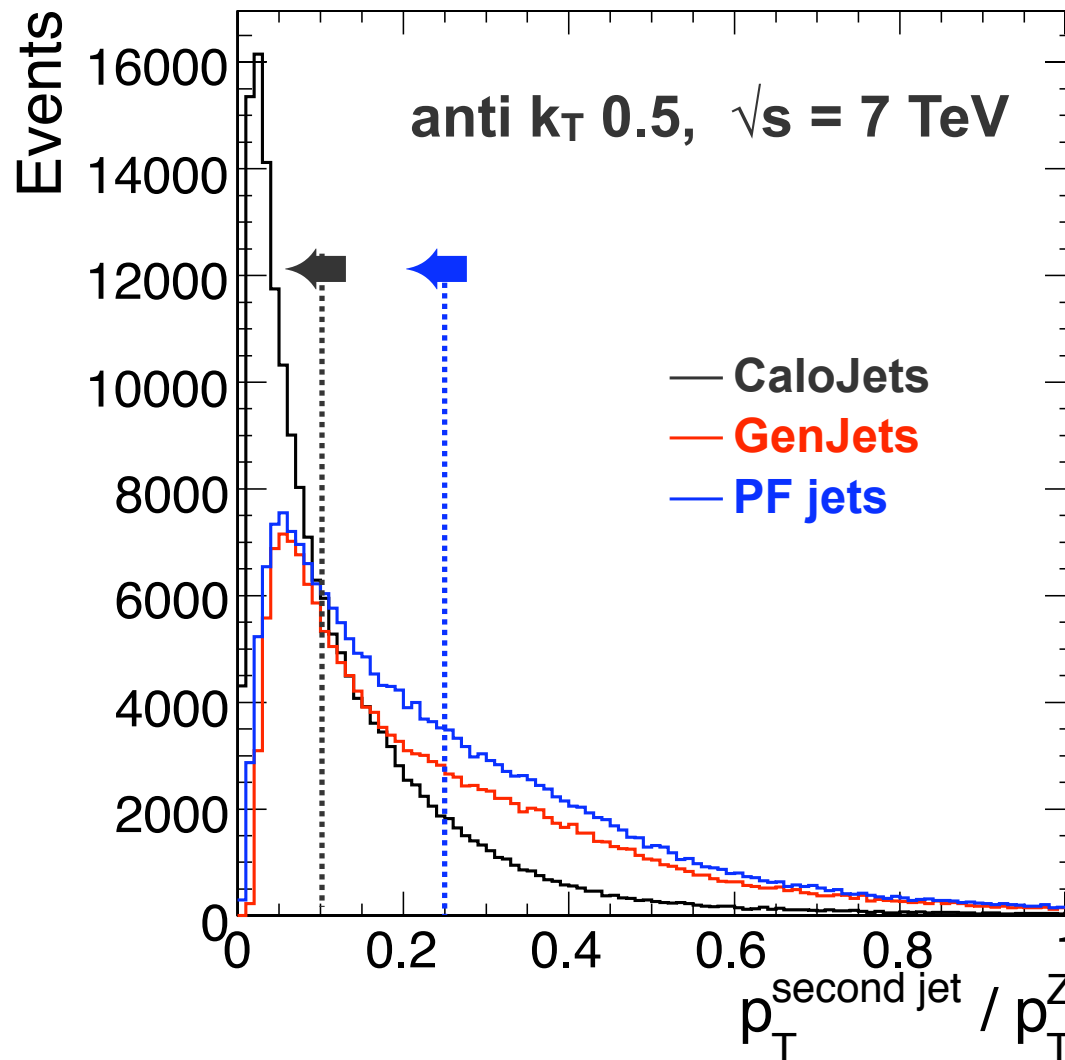 Events
16000
14000
12000
10000
8000
6000
4000
2000
0
anti k_T 0.5, √s = 7 TeV
CaloJets
GenJets
PF jets
0 0.2 0.4 0.6 0.8 1
p_T^second jet / p_T^Z